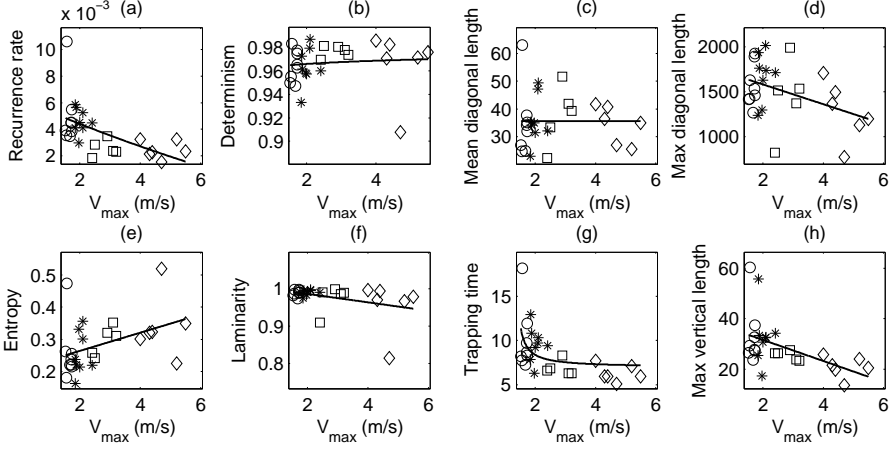 x 10⁻³ (a) (b) (c) (d)
Recurrence rate 10 8 6 4 2
2 4 6
V_max (m/s)
Determinism 0.98 0.96 0.94 0.92 0.9
2 4
V_max (m/s)
Mean diagonal length 60 50 40 30
2 4 6
V_max (m/s)
Max diagonal length 2000 1500 1000
2 4 6
V_max (m/s)
(e) (f) (g) (h)
Entropy 0.5 0.4 0.3 0.2
2 4 6
V_max (m/s)
Laminarity 1 0.9 0.8
2 4 6
V_max (m/s)
Trapping time 15 10 5
2 4 6
V_max (m/s)
Max vertical length 60 40 20
2 4 6
V_max (m/s)